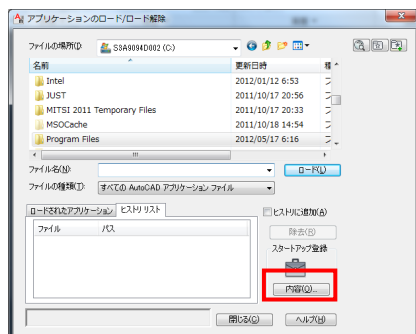 アプリケーションのロード/ロード解除
ファイルの場所(I): S8A9094D002 (C:)
名前 更新日時 種
Intel 2012/01/12 6:53 フ
JUST 2011/10/17 20:56 フ
MITSI 2011 Temporary Files 2011/10/17 20:33 フ
MSOCache 2011/10/18 14:54 フ
Program Files 2012/05/17 6:16 フ
ファイル名(N): ロード(L)
ファイルの種類(T): すべての AutoCAD アプリケーション ファイル
ロードされたアプリケーション ヒストリ リスト ヒストリに追加(A)
ファイル パス 除去(R)
スタートアップ登録
内容(O)...
閉じる(C) ヘルプ(H)